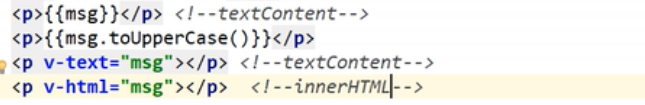 <p>{{msg}}</p> <!--textContent-->
<p>{{msg.toUpperCase()}}</p>
<p v-text="msg"></p> <!--textContent-->
<p v-html="msg"></p>  <!--innerHTML-->